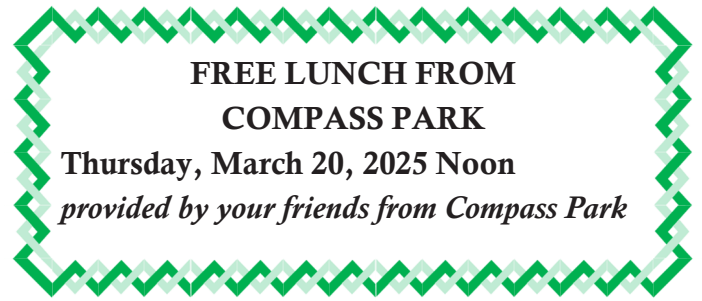 FREE LUNCH FROM
COMPASS PARK
Thursday, March 20, 2025 Noon
provided by your friends from Compass Park